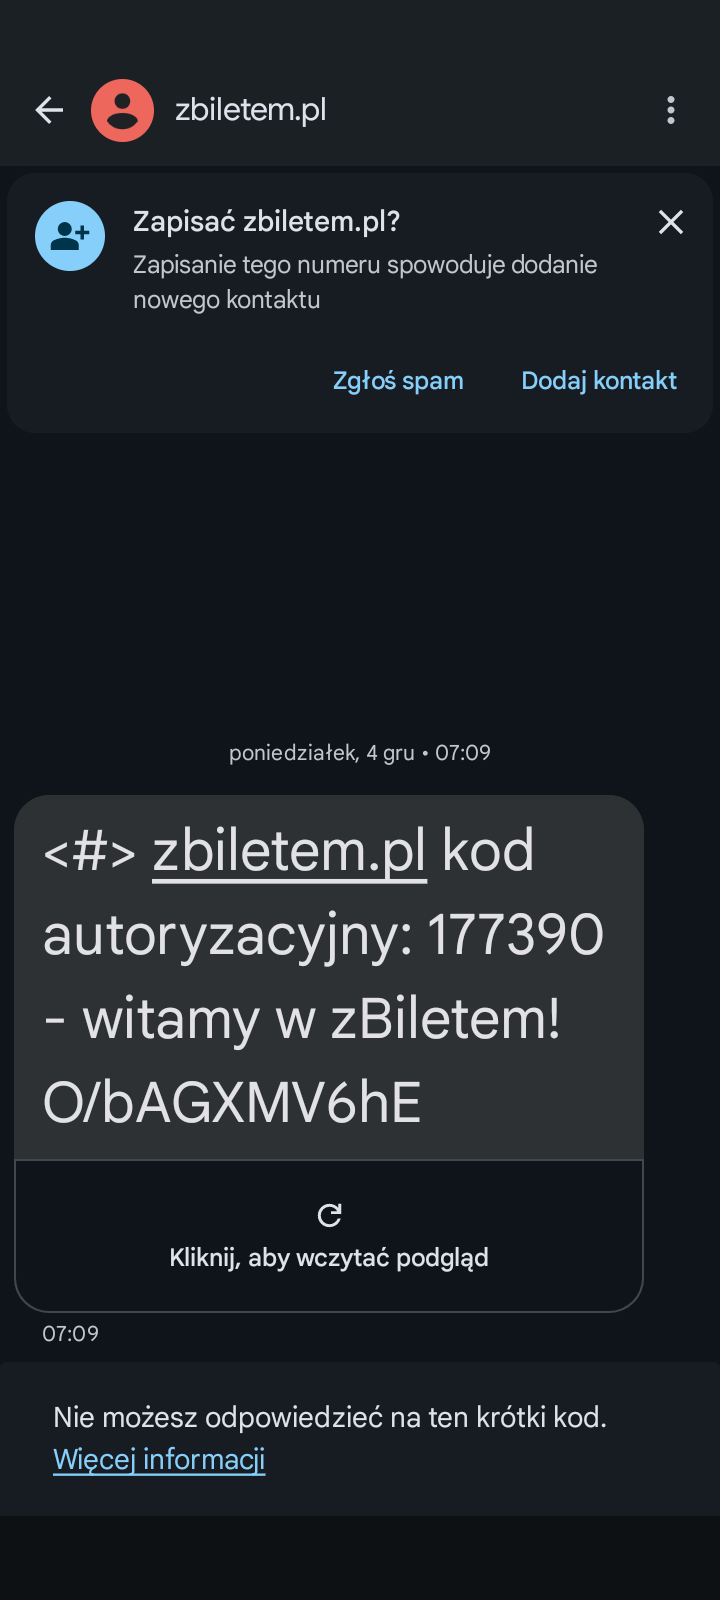 zbiletem.pl
Zapisać zbiletem.pl?
Zapisanie tego numeru spowoduje dodanie
nowego kontaktu
Zgłoś spam Dodaj kontakt
poniedziałek, 4 gru • 07:09
<#> zbiletem.pl kod
autoryzacyjny: 177390
- witamy w zBiletem!
O/bAGXMV6hE
Kliknij, aby wczytać podgląd
07:09
Nie możesz odpowiedzieć na ten krótki kod.
Więcej informacji